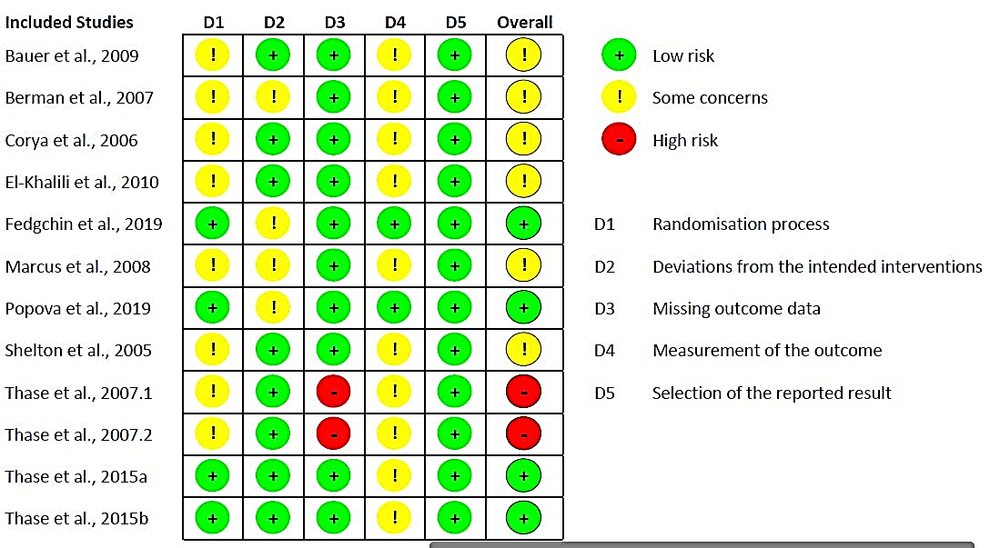 Included Studies D1 D2 D3 D4 D5 Overall
Bauer et al., 2009 ! + + ! + ! + Low risk
Berman et al., 2007 ! ! + ! + ! ! Some concerns
Corya et al., 2006 ! + + ! + ! - High risk
El-Khalili et al., 2010 ! + + ! + !
Fedgchin et al., 2019 + ! + + + + D1 Randomisation process
Marcus et al., 2008 ! ! + ! + ! D2 Deviations from the intended interventions
Popova et al., 2019 + ! + + + + D3 Missing outcome data
Shelton et al., 2005 ! + + ! + ! D4 Measurement of the outcome
Thase et al., 2007.1 ! + - ! + - D5 Selection of the reported result
Thase et al., 2007.2 ! + - ! + -
Thase et al., 2015a + + + ! + +
Thase et al., 2015b + + + ! + +